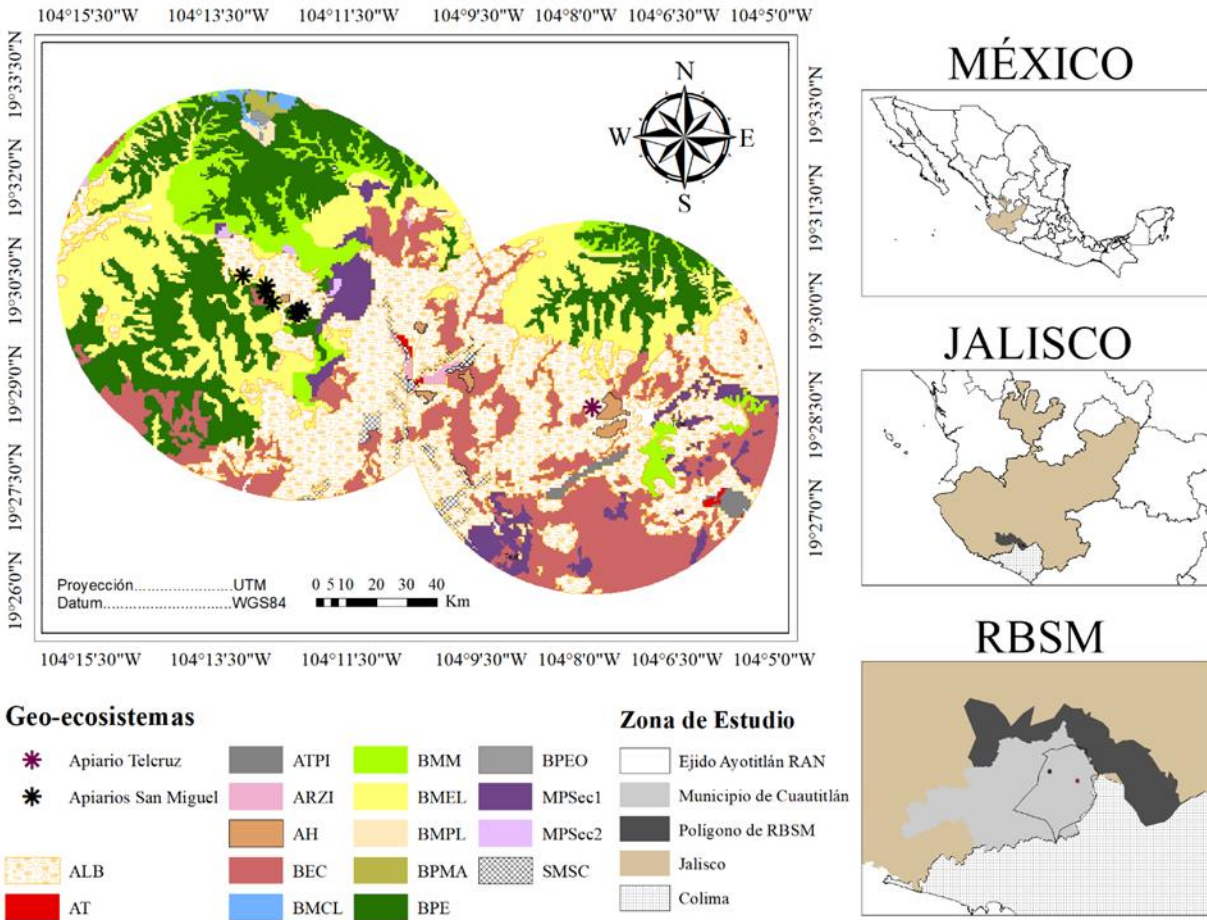 104°15'30"W 104°13'30"W 104°11'30"W 104°9'30"W 104°8'0"W 104°6'30"W 104°5'0"W
19°33'30"N
19°32'0"N
19°30'30"N
19°29'0"N
19°27'30"N
19°26'0"N
N
W E
S
19°33'0"N
19°31'30"N
19°30'0"N
19°28'30"N
19°27'0"N
Proyección..................UTM
Datum.........................WGS84
0 5 10 20 30 40
Km
104°15'30"W 104°13'30"W 104°11'30"W 104°9'30"W 104°8'0"W 104°6'30"W 104°5'0"W
MÉXICO
JALISCO
RBSM
Geo-ecosistemas
Apiario Telcruz
Apiarios San Miguel
ALB
AT
ATPI
ARZI
AH
BEC
BMCL
BMM
BMEL
BMPL
BPMA
BPE
BPEO
MPSec1
MPSec2
SMSC
Zona de Estudio
Ejido Ayotitlán RAN
Municipio de Cuautitlán
Polígono de RBSM
Jalisco
Colima